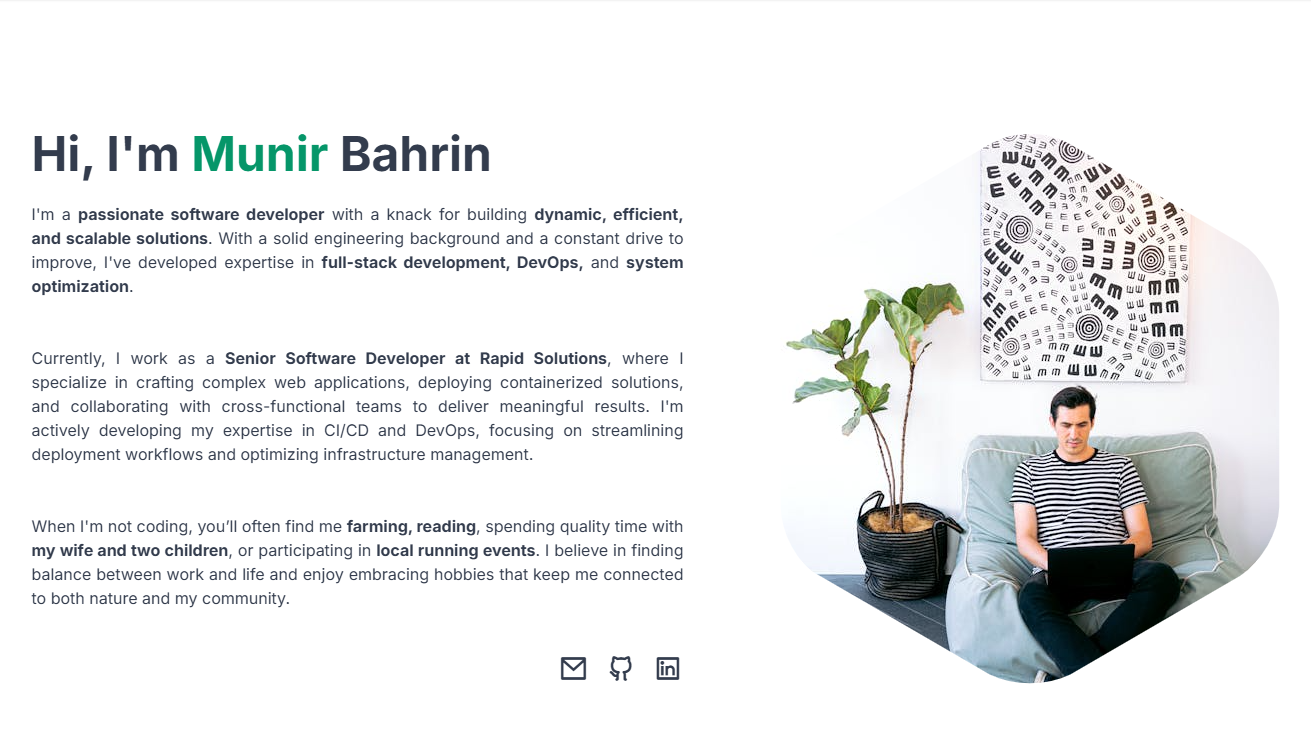 Hi, I'm Munir Bahrin
I'm a passionate software developer with a knack for building dynamic, efficient,
and scalable solutions. With a solid engineering background and a constant drive to
improve, I've developed expertise in full-stack development, DevOps, and system
optimization.
Currently, I work as a Senior Software Developer at Rapid Solutions, where I
specialize in crafting complex web applications, deploying containerized solutions,
and collaborating with cross-functional teams to deliver meaningful results. I'm
actively developing my expertise in CI/CD and DevOps, focusing on streamlining
deployment workflows and optimizing infrastructure management.
When I'm not coding, you’ll often find me farming, reading, spending quality time with
my wife and two children, or participating in local running events. I believe in finding
balance between work and life and enjoy embracing hobbies that keep me connected
to both nature and my community.
in